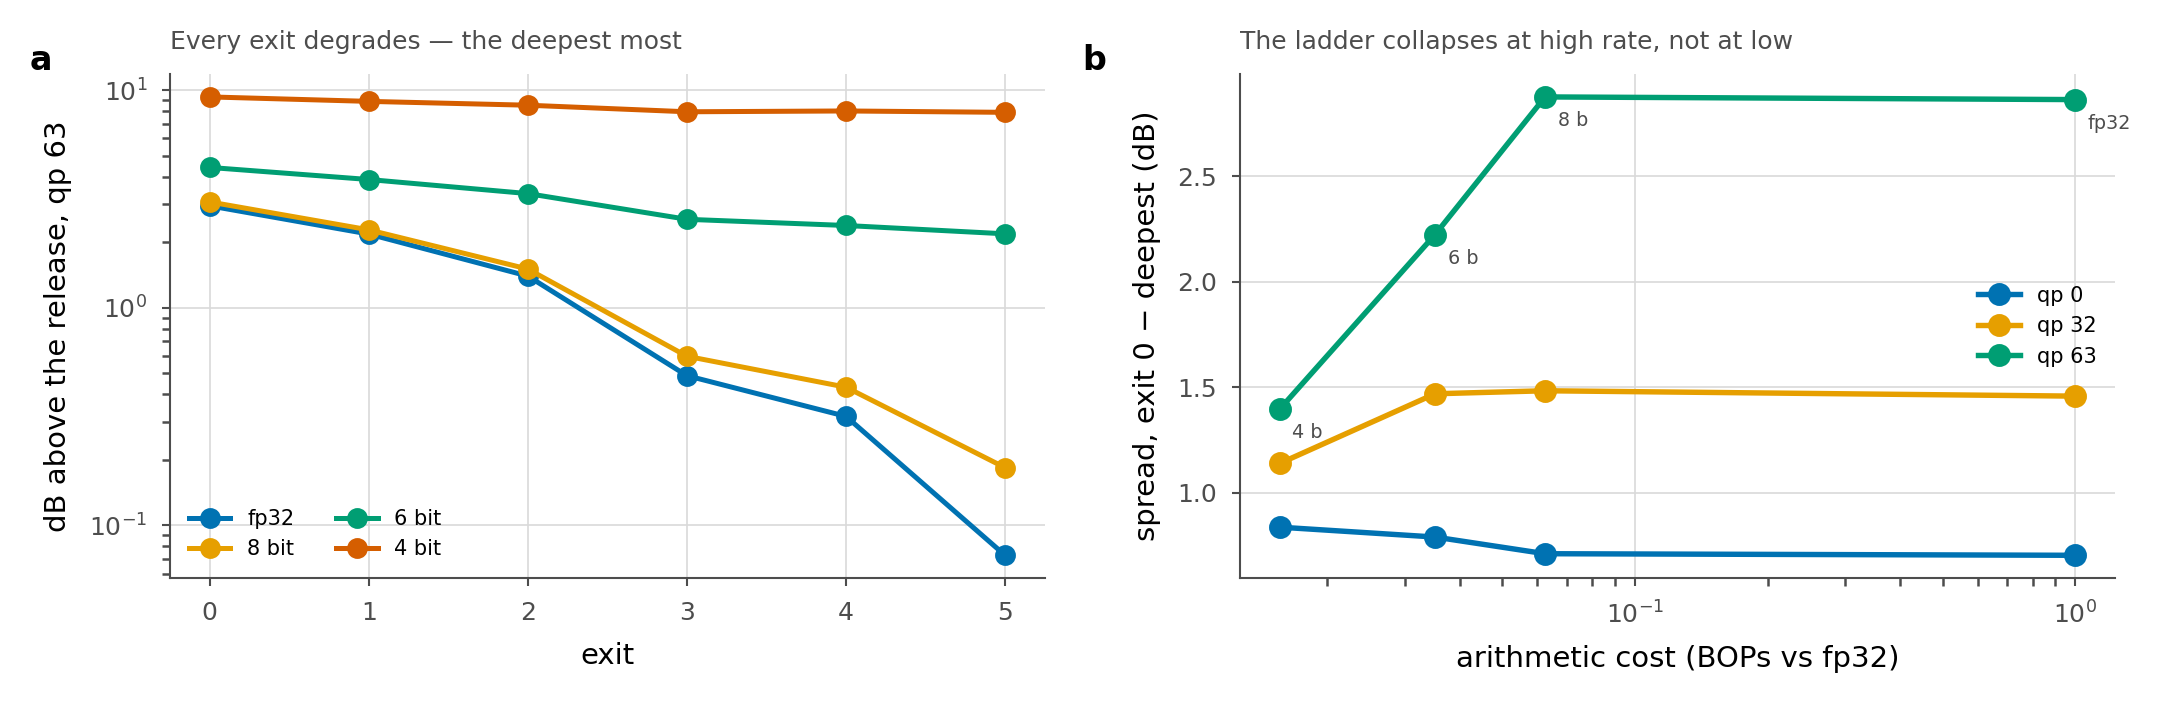 a
Every exit degrades — the deepest most
dB above the release, qp 63
10¹
10⁰
10⁻¹
fp32
8 bit
6 bit
4 bit
0 1 2 3 4 5
exit
b
The ladder collapses at high rate, not at low
spread, exit 0 − deepest (dB)
2.5
2.0
1.5
1.0
8 b
fp32
6 b
4 b
qp 0
qp 32
qp 63
10⁻¹ 10⁰
arithmetic cost (BOPs vs fp32)